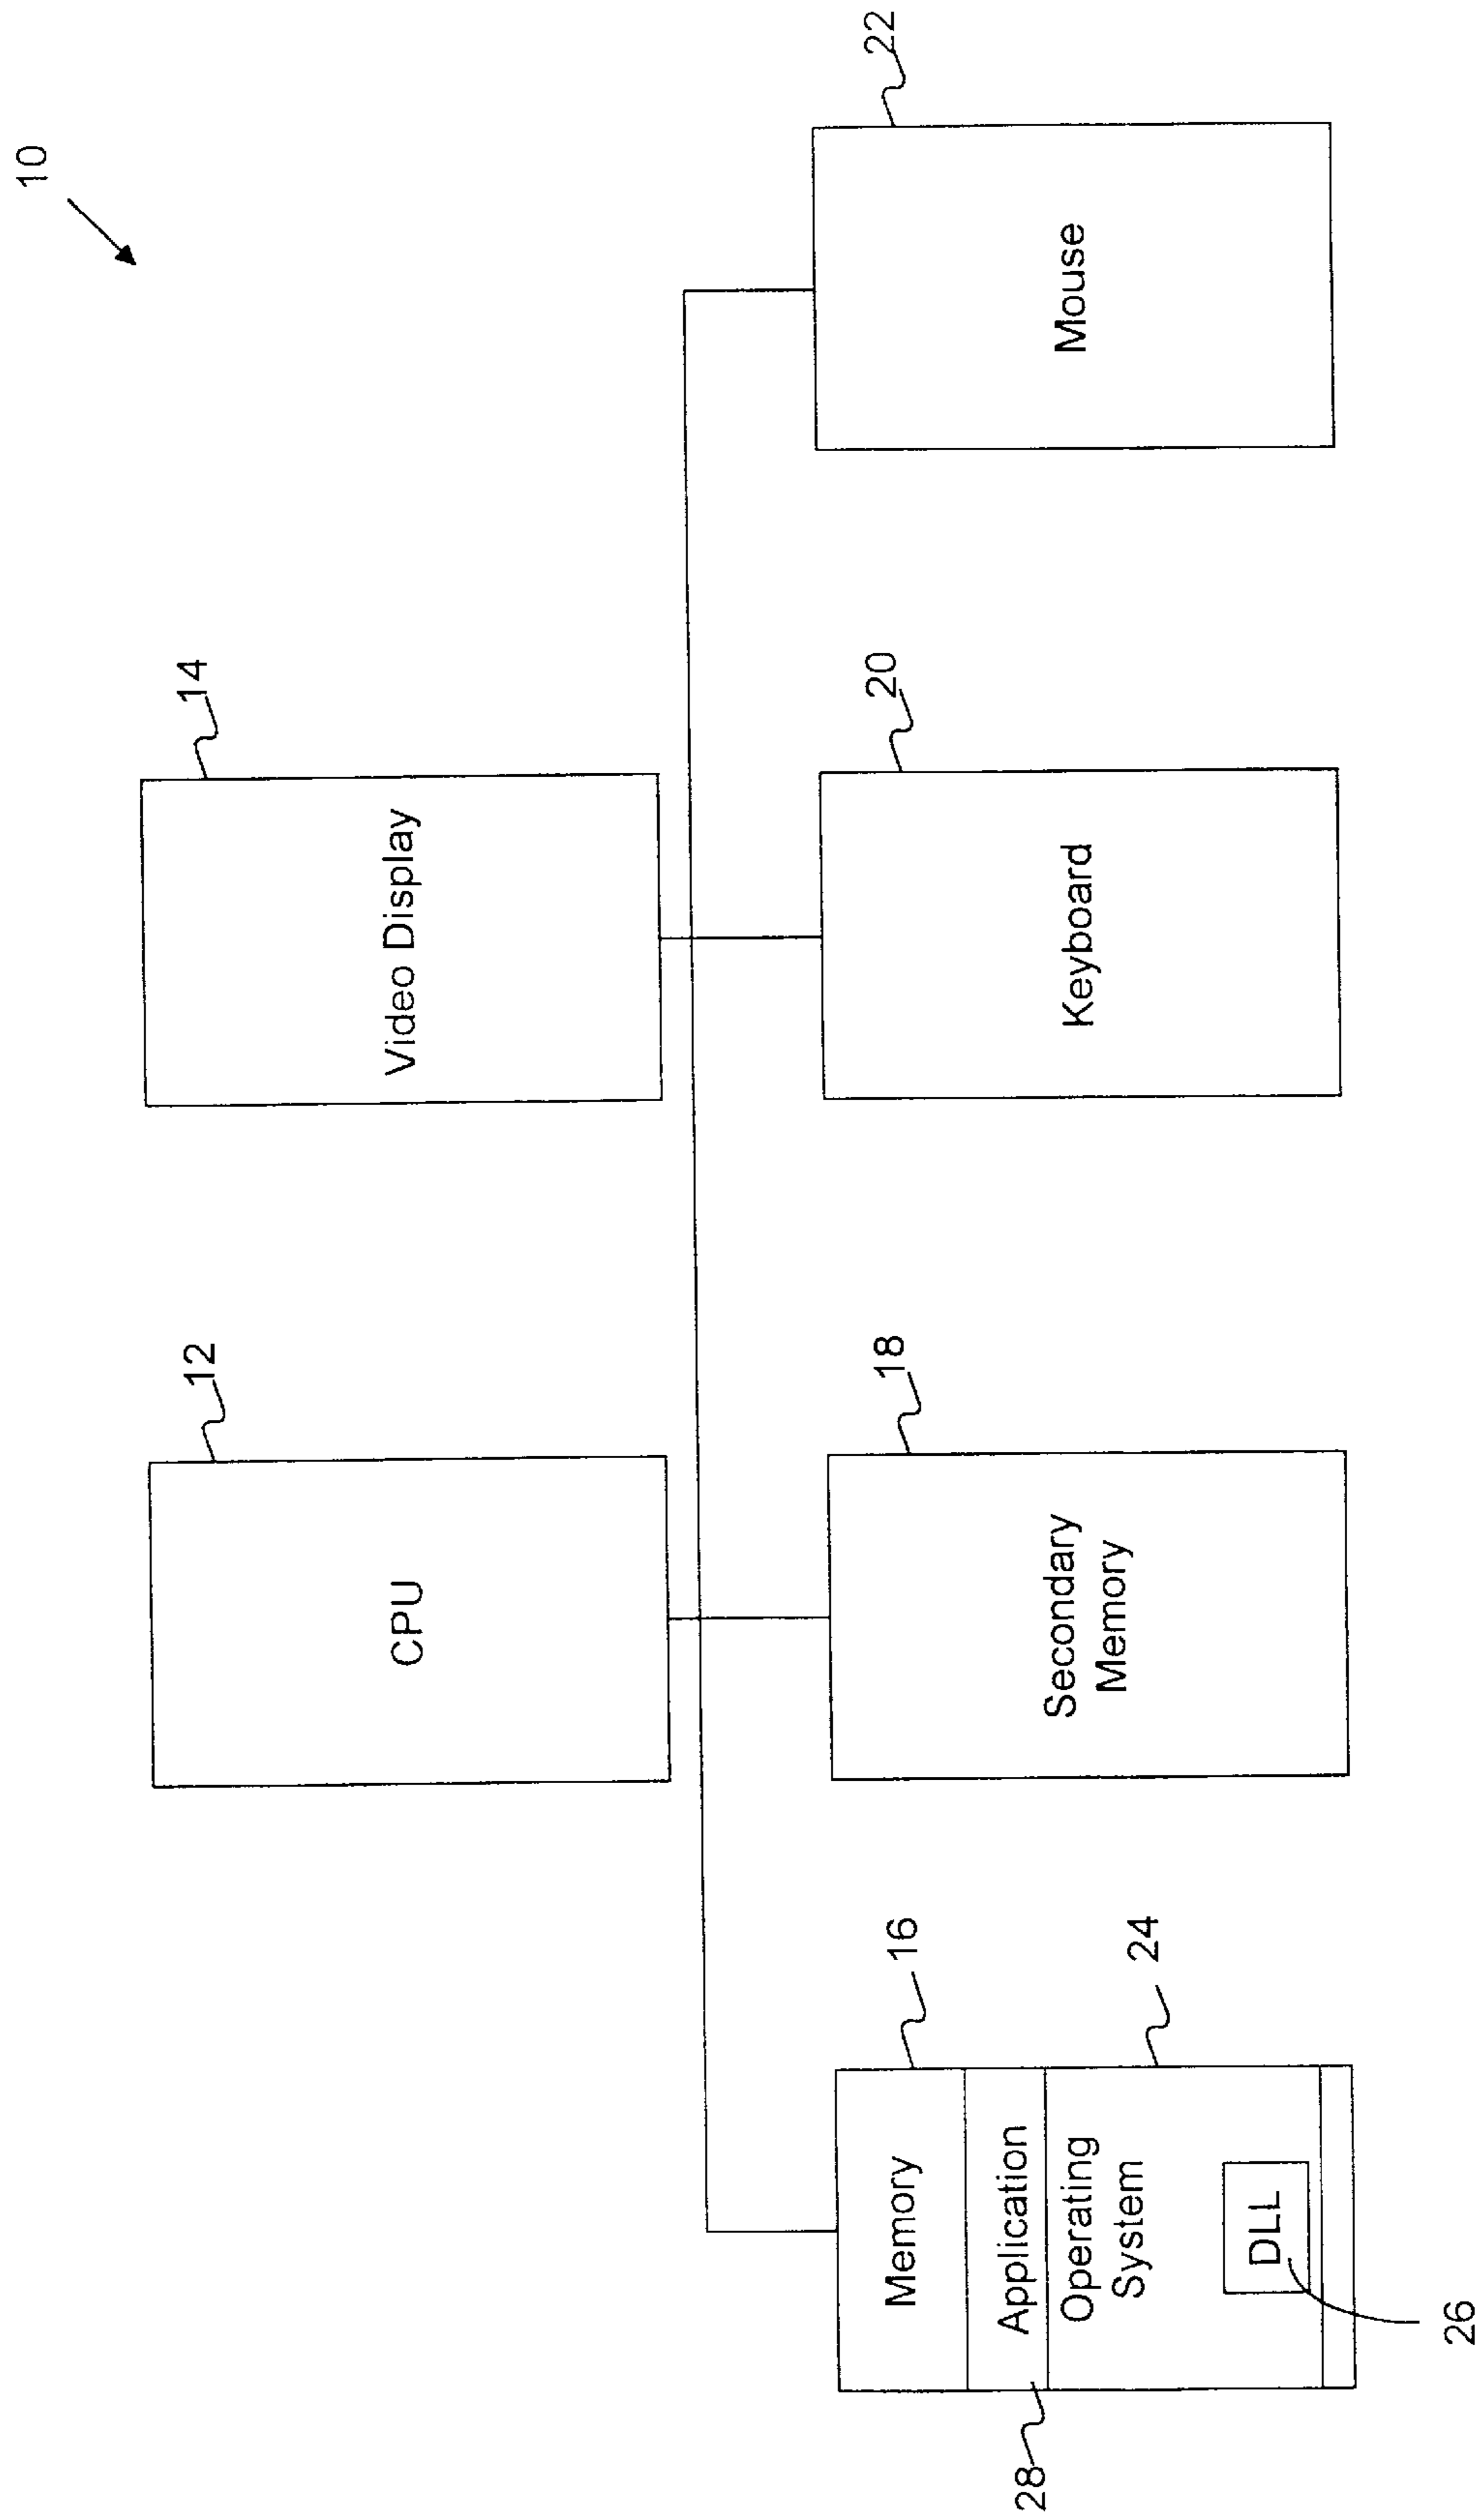 10
12
CPU
14
Video Display
16
Memory
Application
28
Operating
System
24
DLL
26
18
Secondary
Memory
20
Keyboard
22
Mouse